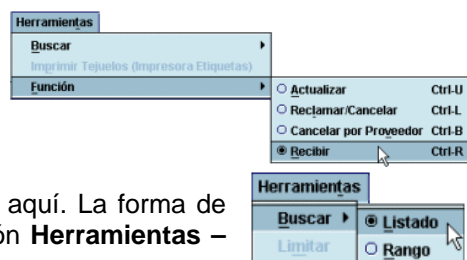 Herramientas
Buscar
Imprimir Tejuelos (Impresora Etiquetas)
Función
Actualizar Ctrl-U
Reclamar/Cancelar Ctrl-L
Cancelar por Proveedor Ctrl-B
Recibir Ctrl-R
aquí. La forma de
ón Herramientas –
Herramientas
Buscar Listado
Limitar Rango